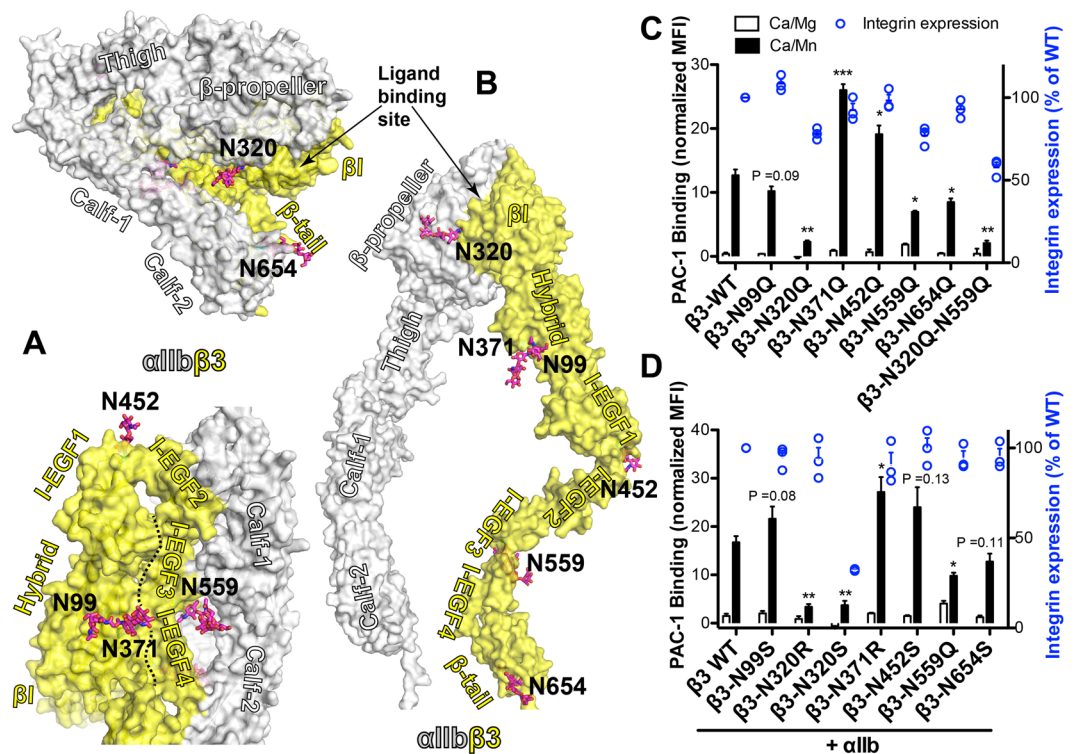 Thigh
β-propeller
N320
βI
Calf-1
β-tail
N654
Calf-2
Ligand
binding
site
B
β-propeller
βI
N320
Hybrid
Thigh
N371
N99
I-EGF1
Calf-1
N452
I-EGF2
I-EGF3
N559
I-EGF4
Calf-2
β-tail
N654
αIIbβ3
A
αIIbβ3
N452
I-EGF1
I-EGF2
Calf-1
Hybrid
I-EGF3
N559
N99
N371
I-EGF4
Calf-2
βI
C
Ca/Mg
Ca/Mn
Integrin expression
PAC-1 Binding (normalized MFI)
30
20
10
0
P =0.09
**
***
*
*
*
**
100
50
0
Integrin expression (% of WT)
β3-WT
β3-N99Q
β3-N320Q
β3-N371Q
β3-N452Q
β3-N559Q
β3-N654Q
β3-N320Q-N559Q
D
PAC-1 Binding (normalized MFI)
40
30
20
10
0
P =0.08
**
**
*
P =0.13
*
P =0.11
100
50
0
Integrin expression (% of WT)
β3 WT
β3-N99S
β3-N320R
β3-N320S
β3-N371R
β3-N452S
β3-N559Q
β3-N654S
+ αIIb